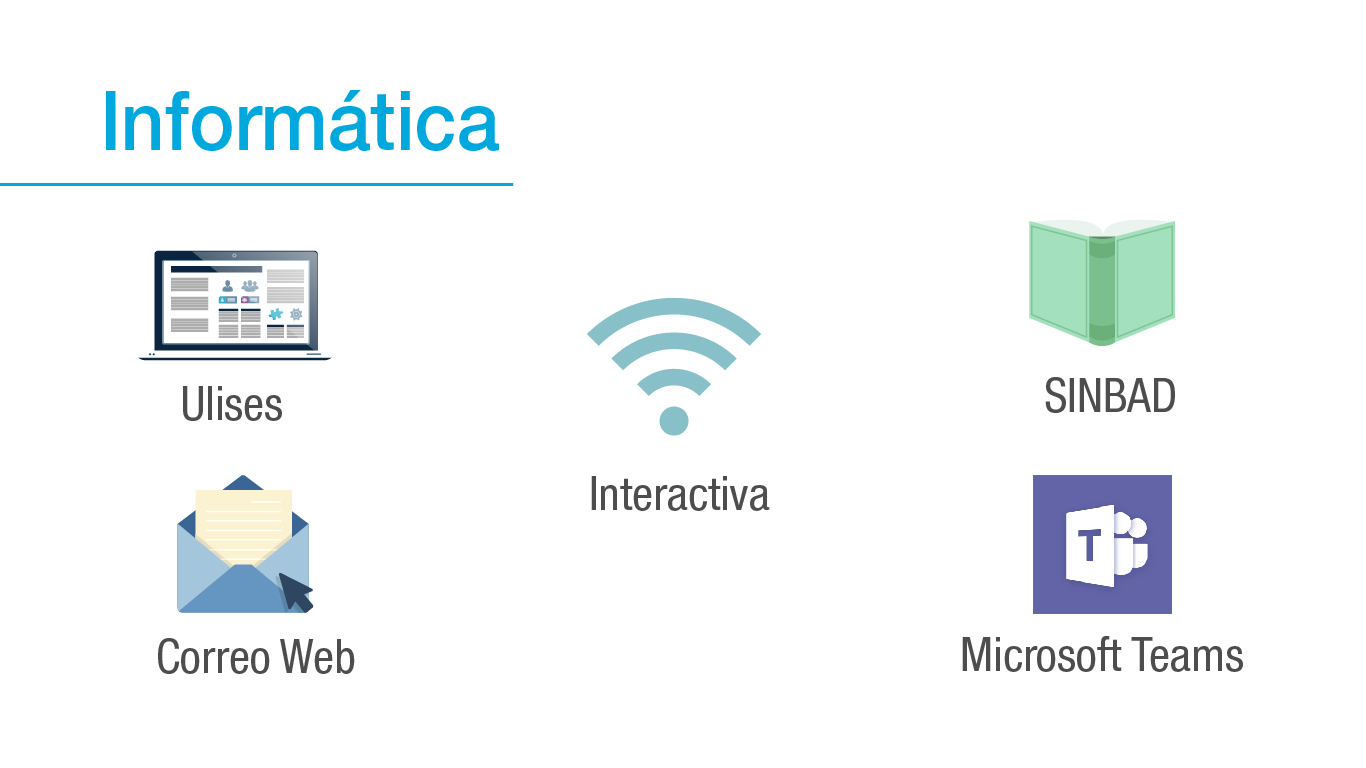 Informática
Ulises
Correo Web
Interactiva
SINBAD
T
Microsoft Teams